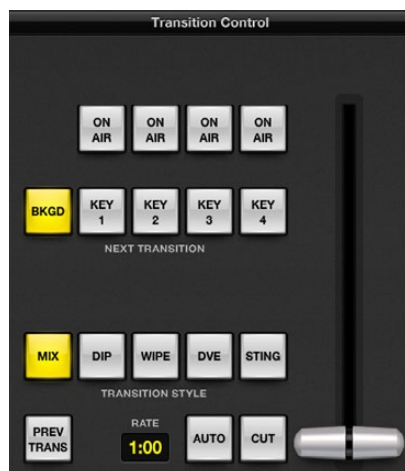 Transition Control
ON AIR ON AIR ON AIR ON AIR
BKGD KEY 1 KEY 2 KEY 3 KEY 4
NEXT TRANSITION
MIX DIP WIPE DVE STING
TRANSITION STYLE
PREV TRANS RATE 1:00 AUTO CUT